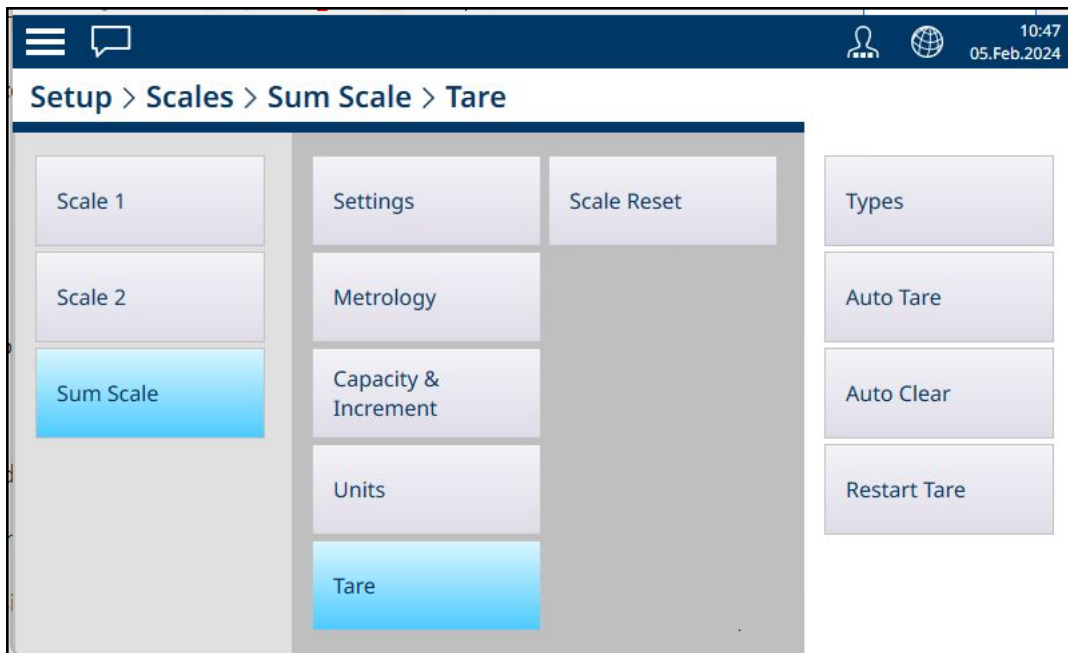 10:47
05.Feb.2024
Setup > Scales > Sum Scale > Tare
Scale 1
Scale 2
Sum Scale
Settings
Metrology
Capacity &
Increment
Units
Tare
Scale Reset
Types
Auto Tare
Auto Clear
Restart Tare